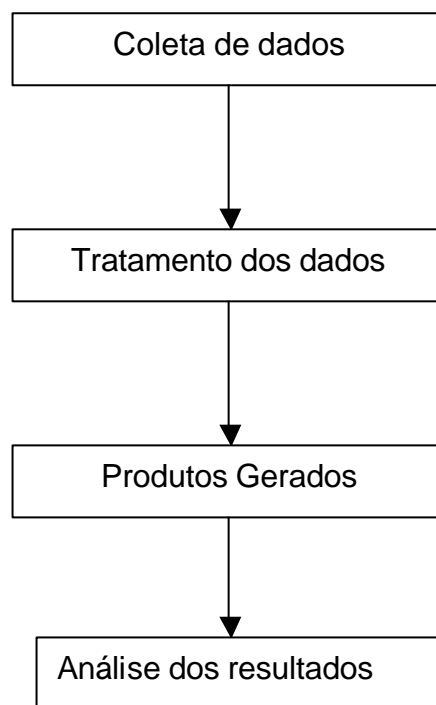 Coleta de dados
Tratamento dos dados
Produtos Gerados
Análise dos resultados